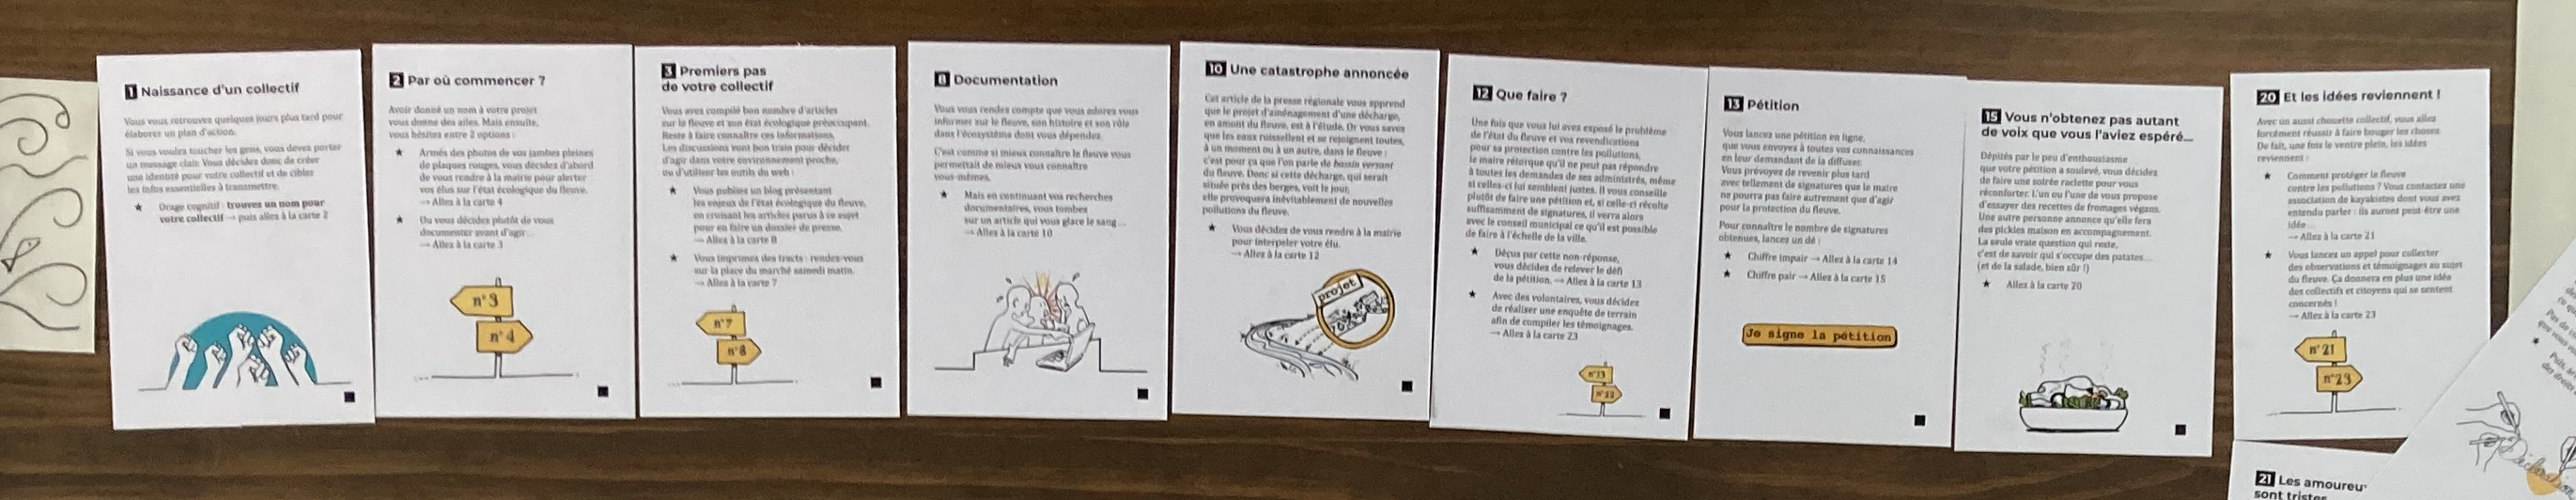 1 Naissance d'un collectif
Vous vous retrouvez quelques jours plus tard pour
élaborer un plan d'action.
Si vous voulez toucher les gens, vous devez porter
un message clair. Vous décidez donc de créer
une identité pour votre collectif et de cibler
les infos essentielles à transmettre.
★ Orage cognitif : trouvez un nom pour
votre collectif → puis allez à la carte 2
2 Par où commencer ?
Avoir donné un nom à votre projet
vous donne des ailes. Mais ensuite,
vous hésitez entre 2 options :
★ Armés des photos de vos jambes pleines
de plaques rouges, vous décidez d'abord
de vous rendre à la mairie pour alerter
vos élus sur l'état écologique du fleuve.
→ Allez à la carte 4
★ Ou vous décidez plutôt de vous
documenter avant d'agir...
→ Allez à la carte 3
n°3
n°4
3 Premiers pas
de votre collectif
Vous avez compilé bon nombre d'articles
sur le fleuve et son état écologique préoccupant.
Reste à faire connaître ces informations.
Les discussions vont bon train pour décider
d'agir dans votre environnement proche,
ou d'utiliser les outils du web :
★ Vous publiez un blog présentant
les enjeux de l'état écologique du fleuve,
en croisant les articles parus à ce sujet
pour en faire un dossier de presse.
→ Allez à la carte 8
★ Vous imprimez des tracts : rendez-vous
sur la place du marché samedi matin.
→ Allez à la carte 7
n°7
n°8
8 Documentation
Vous vous rendez compte que vous adorez vous
informer sur le fleuve, son histoire et son rôle
dans l'écosystème dont vous dépendez.
C'est comme si mieux connaître le fleuve vous
permettait de mieux vous connaître
vous-mêmes.
★ Mais en continuant vos recherches
documentaires, vous tombez
sur un article qui vous glace le sang...
→ Allez à la carte 10
10 Une catastrophe annoncée
Cet article de la presse régionale vous apprend
que le projet d'aménagement d'une décharge,
en amont du fleuve, est à l'étude. Or vous savez
que les eaux ruissellent et se rejoignent toutes,
à un moment ou à un autre, dans le fleuve :
c'est pour ça que l'on parle de bassin versant
du fleuve. Donc si cette décharge, qui serait
située près des berges, voit le jour,
elle provoquera inévitablement de nouvelles
pollutions du fleuve.
★ Vous décidez de vous rendre à la mairie
pour interpeler votre élu.
→ Allez à la carte 12
projet
12 Que faire ?
Une fois que vous lui avez exposé le problème
de l'état du fleuve et vos revendications
pour sa protection contre les pollutions,
le maire rétorque qu'il ne peut pas répondre
à toutes les demandes de ses administrés, même
si celles-ci lui semblent justes. Il vous conseille
plutôt de faire une pétition et, si celle-ci récolte
suffisamment de signatures, il verra alors
avec le conseil municipal ce qu'il est possible
de faire à l'échelle de la ville.
★ Déçus par cette non-réponse,
vous décidez de relever le défi
de la pétition. → Allez à la carte 13
★ Avec des volontaires, vous décidez
de réaliser une enquête de terrain
afin de compiler les témoignages.
→ Allez à la carte 23
n°13
13 Pétition
Vous lancez une pétition en ligne,
que vous envoyez à toutes vos connaissances
en leur demandant de la diffuser.
Vous prévoyez de revenir plus tard
avec tellement de signatures que le maire
ne pourra pas faire autrement que d'agir
pour la protection du fleuve.
Pour connaître le nombre de signatures
obtenues, lancez un dé :
★ Chiffre impair → Allez à la carte 14
★ Chiffre pair → Allez à la carte 15
Je signe la pétition
15 Vous n'obtenez pas autant
de voix que vous l'aviez espéré...
Dépités par le peu d'enthousiasme
que votre pétition a soulevé, vous décidez
de faire une soirée raclette pour vous
réconforter. L'un ou l'une de vous propose
d'essayer des recettes de fromages végans.
Une autre personne annonce qu'elle fera
des pickles maison en accompagnement.
La seule vraie question qui reste,
c'est de savoir qui s'occupe des patates...
(et de la salade, bien sûr !)
★ Allez à la carte 20
20 Et les idées reviennent !
Avec un aussi chouette collectif, vous allez
forcément réussir à faire bouger les choses.
De fait, une fois le ventre plein, les idées
reviennent :
★ Comment protéger le fleuve
contre les pollutions ? Vous contactez une
association de kayakistes dont vous avez
entendu parler : ils auront peut-être une
idée...
→ Allez à la carte 21
★ Vous lancez un appel pour collecter
des observations et témoignages au sujet
du fleuve. Ça donnera en plus une idée
des collectifs et citoyens qui se sentent
concernés !
→ Allez à la carte 23
n°21
n°23
21 Les amoureu
sont tristes